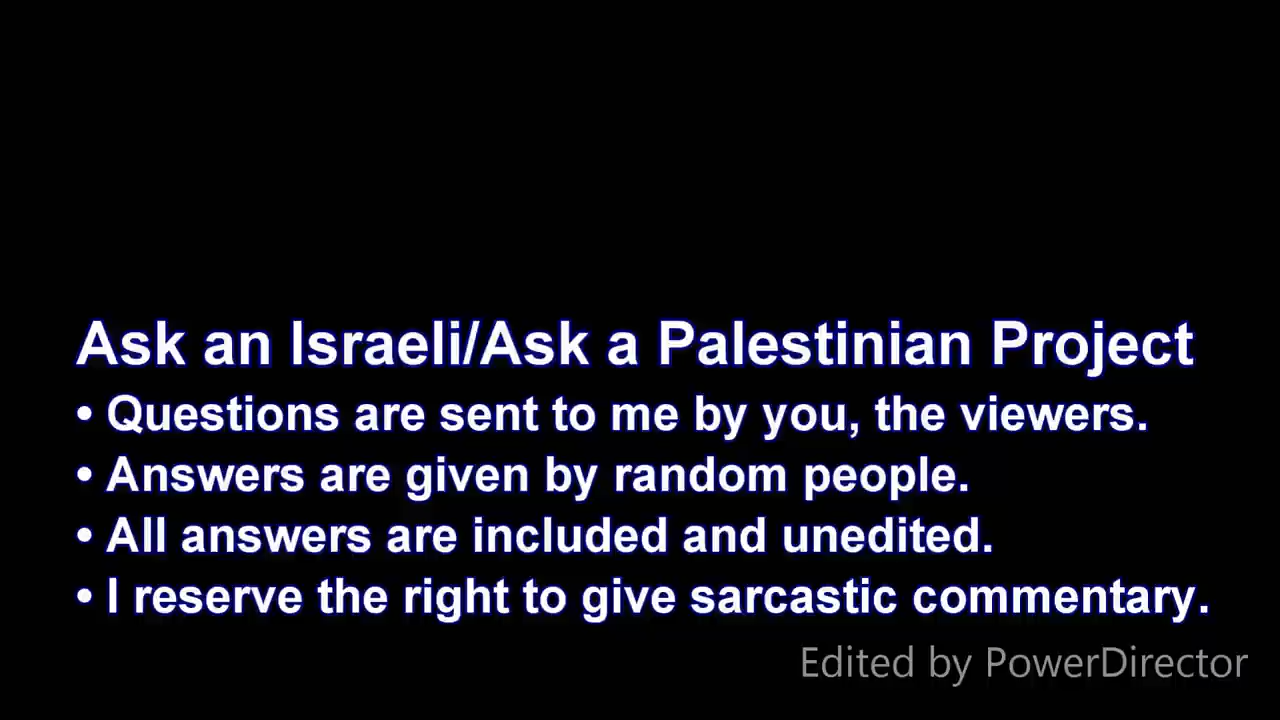 Ask an Israeli/Ask a Palestinian Project
• Questions are sent to me by you, the viewers.
• Answers are given by random people.
• All answers are included and unedited.
• I reserve the right to give sarcastic commentary.
Edited by PowerDirector